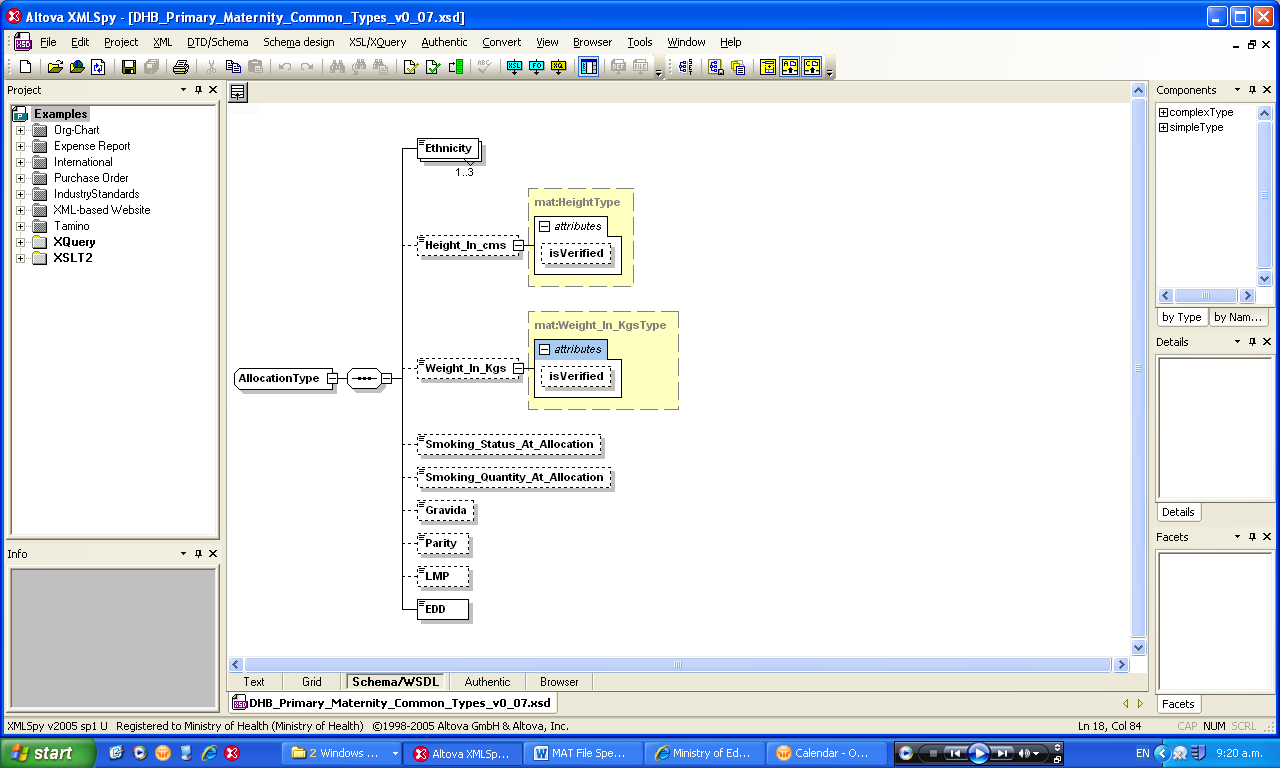 Altova XMLSpy - [DHB_Primary_Maternity_Common_Types_v0_07.xsd]
File Edit Project XML DTD/Schema Schema design XSL/XQuery Authentic Convert View Browser Tools Window Help
Project
Examples
Org-Chart
Expense Report
International
Purchase Order
IndustryStandards
XML-based Website
Tamino
XQuery
XSLT2
Info
AllocationType
Ethnicity
1..3
mat:HeightType
attributes
Height_In_cms
isVerified
mat:Weight_In_KgsType
attributes
Weight_In_Kgs
isVerified
Smoking_Status_At_Allocation
Smoking_Quantity_At_Allocation
Gravida
Parity
LMP
EDD
Text Grid Schema/WSDL Authentic Browser
DHB_Primary_Maternity_Common_Types_v0_07.xsd
Components
complexType
simpleType
by Type by Nam...
Details
Details
Facets
Facets
XMLSpy v2005 sp1 U Registered to Ministry of Health (Ministry of Health) ©1998-2005 Altova GmbH & Altova, Inc. Ln 18, Col 84 CAP NUM SCRL
start 2 Windows ... Altova XMLSp... MAT File Spe... Ministry of Ed... Calendar - O... EN 9:20 a.m.